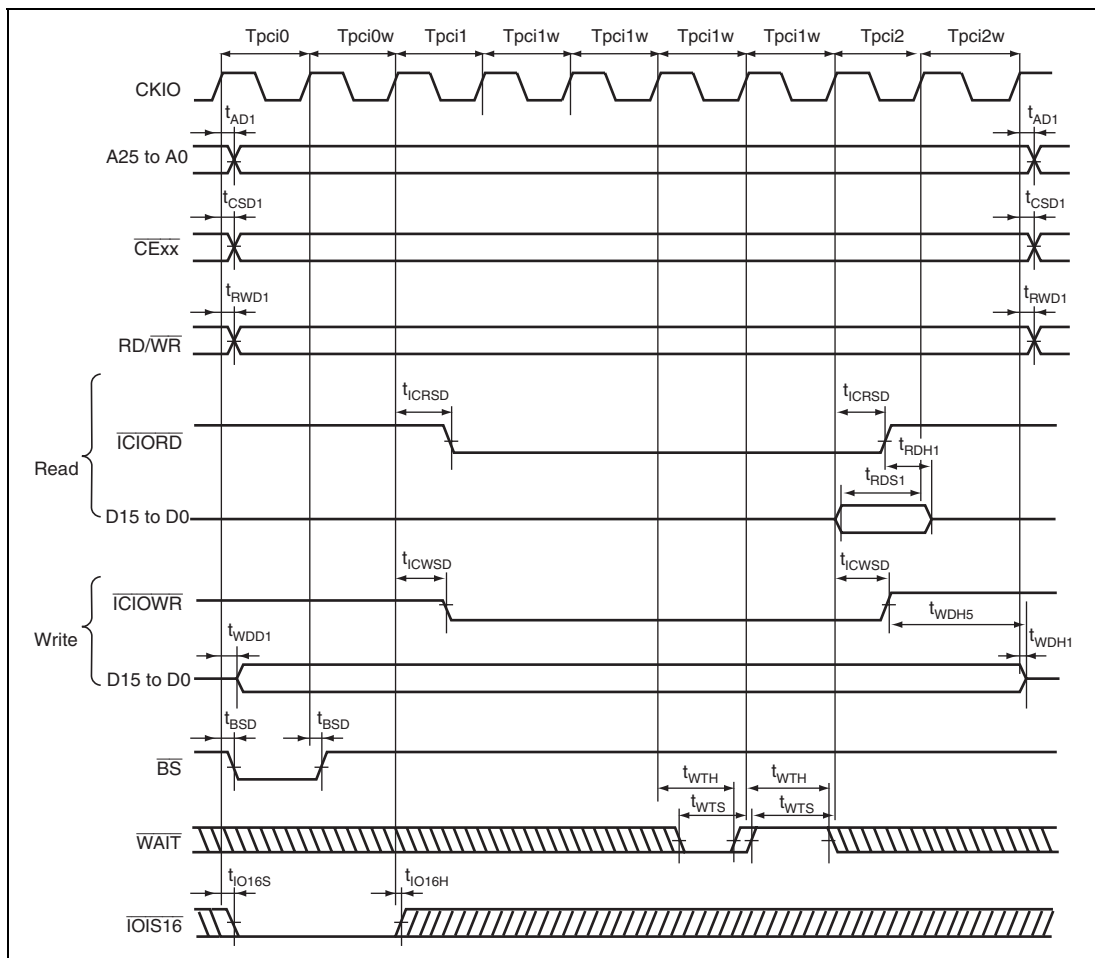 Tpci0 Tpci0w Tpci1 Tpci1w Tpci1w Tpci1w Tpci1w Tpci2 Tpci2w
CKIO
tAD1 tAD1
A25 to A0
tCSD1 tCSD1
CExx
tRWD1 tRWD1
RD/WR
tICRSD tICRSD
ICIORD
tRDH1
Read
tRDS1
D15 to D0
tICWSD tICWSD
ICIOWR
tWDH5
Write
tWDD1 tWDH1
D15 to D0
tBSD tBSD
BS
tWTH tWTH
tWTS tWTS
WAIT
tIO16S tIO16H
IOIS16